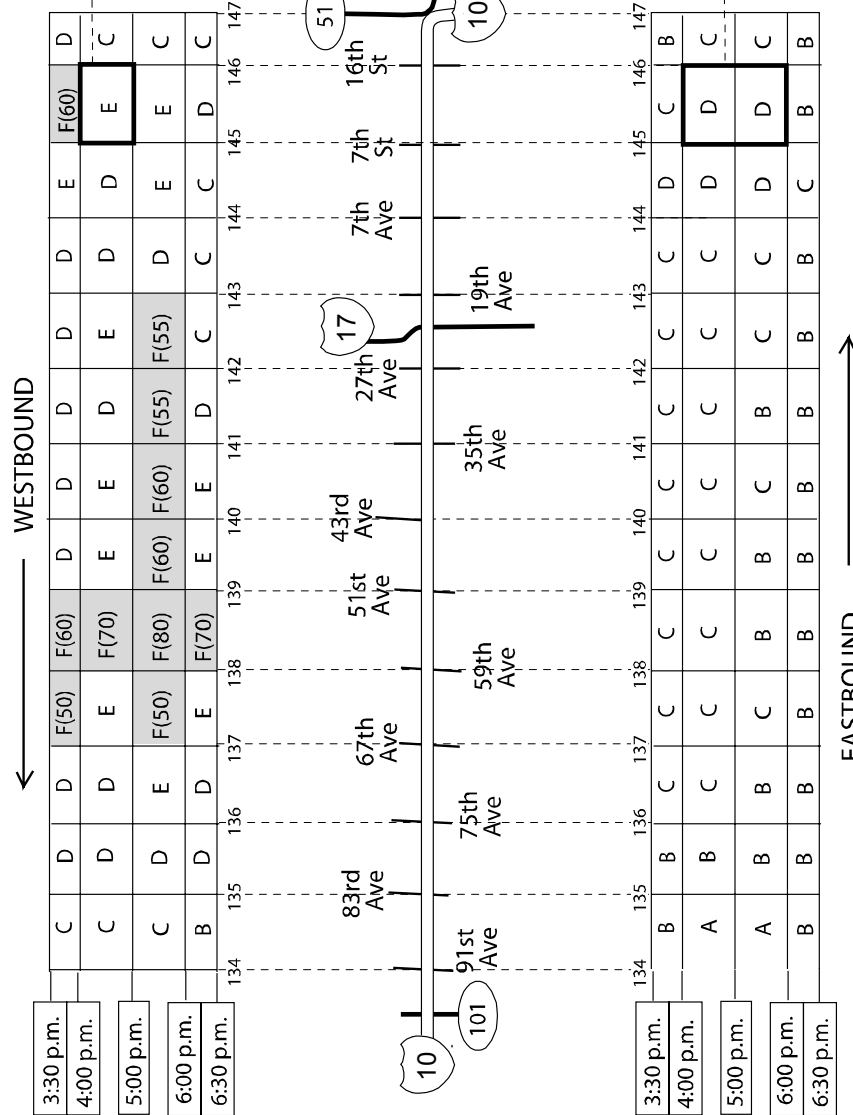 WESTBOUND
3:30 p.m.
C D D F(50) F(60) D D D D D E F(60) D
4:00 p.m.
C D D E F(70) E E D E D D E C
5:00 p.m.
C D E F(50) F(80) F(60) F(60) F(55) F(55) D E E C
6:00 p.m.
B D D E F(70) E E D C C C D C
6:30 p.m.
134 135 136 137 138 139 140 141 142 143 144 145 146 147
51
17
83rd
Ave
67th
Ave
51st
Ave
43rd
Ave
27th
Ave
7th
Ave
7th
St
16th
St
10
10
101
91st
Ave
75th
Ave
59th
Ave
35th
Ave
19th
Ave
134 135 136 137 138 139 140 141 142 143 144 145 146 147
3:30 p.m.
B B C C C C C C C C D C B
4:00 p.m.
A B C C C C C C C C D D C
5:00 p.m.
A B B C B B C B C C D D C
6:00 p.m.
B B B B B B B B B B C B B
6:30 p.m.
EASTBOUND